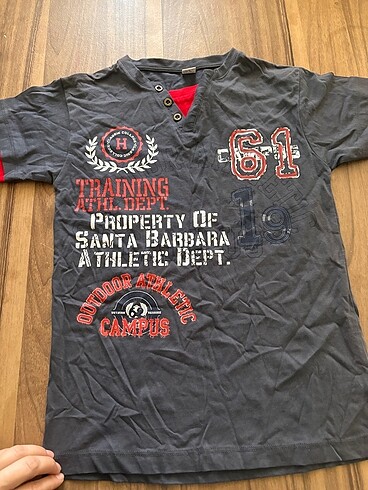 H
61
TRAINING
ATHL.DEPT.
19
PROPERTY OF
SANTA BARBARA
ATHLETIC DEPT.
OUTDOOR ATHLETIC
CAMPUS